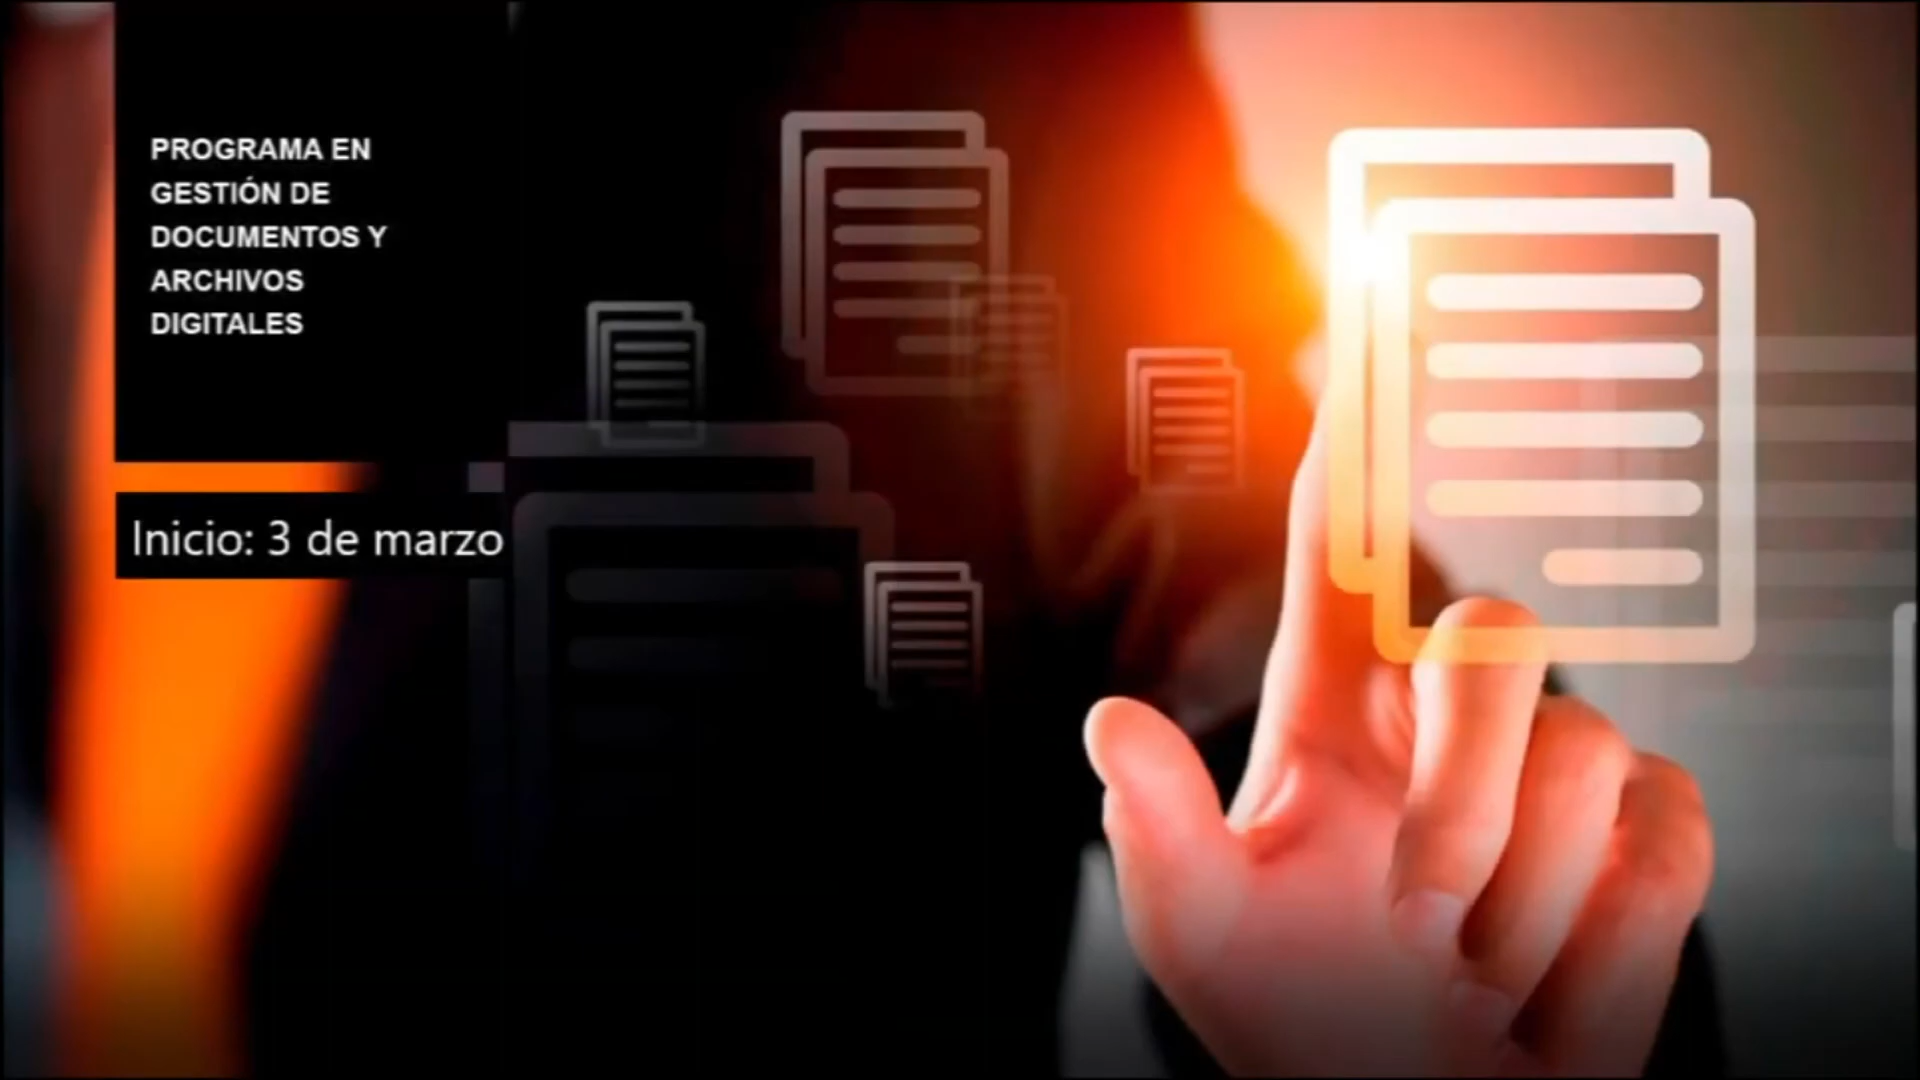 PROGRAMA EN
GESTIÓN DE
DOCUMENTOS Y
ARCHIVOS
DIGITALES
Inicio: 3 de marzo